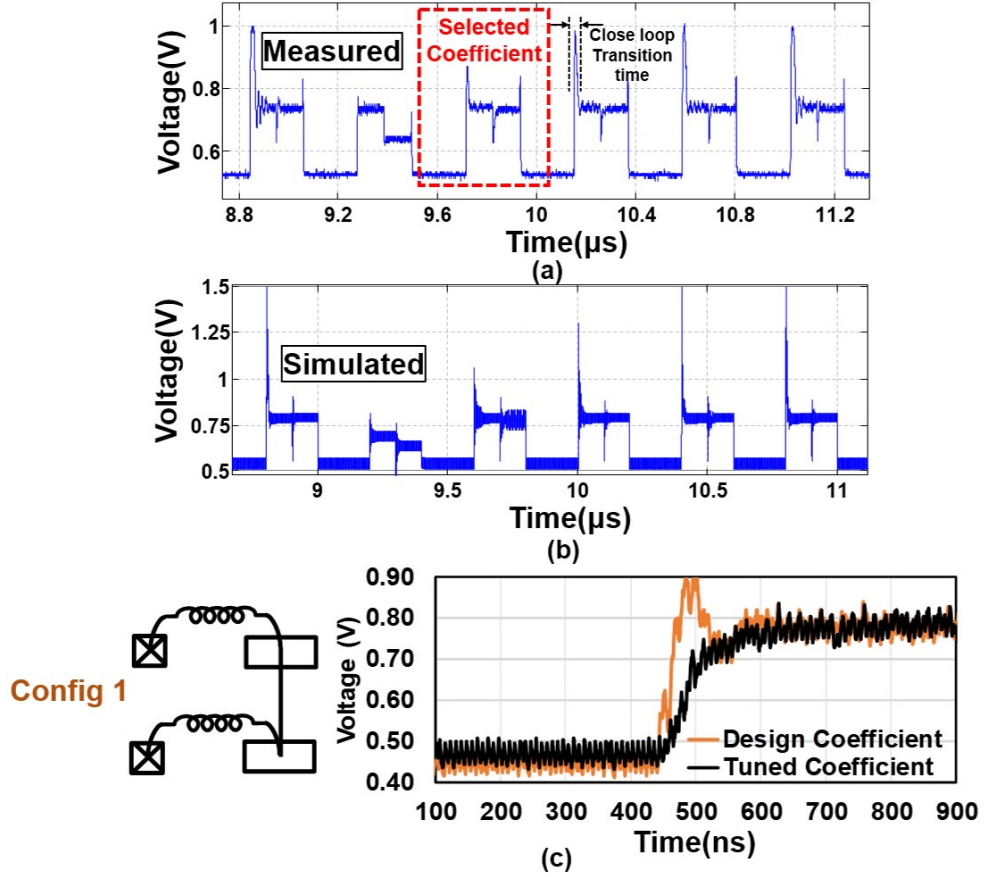 Voltage(V)
1
0.8
0.6
Measured
Selected
Coefficient
Close loop
Transition
time
8.8
9.2
9.6
10
10.4
10.8
11.2
Time(µs)
(a)
Voltage(V)
1.5
1.25
1
0.75
0.5
Simulated
9
9.5
10
10.5
11
Time(µs)
(b)
Config 1
Voltage (V)
0.90
0.80
0.70
0.60
0.50
0.40
Design Coefficient
Tuned Coefficient
100 200 300 400 500 600 700 800 900
Time(ns)
(c)